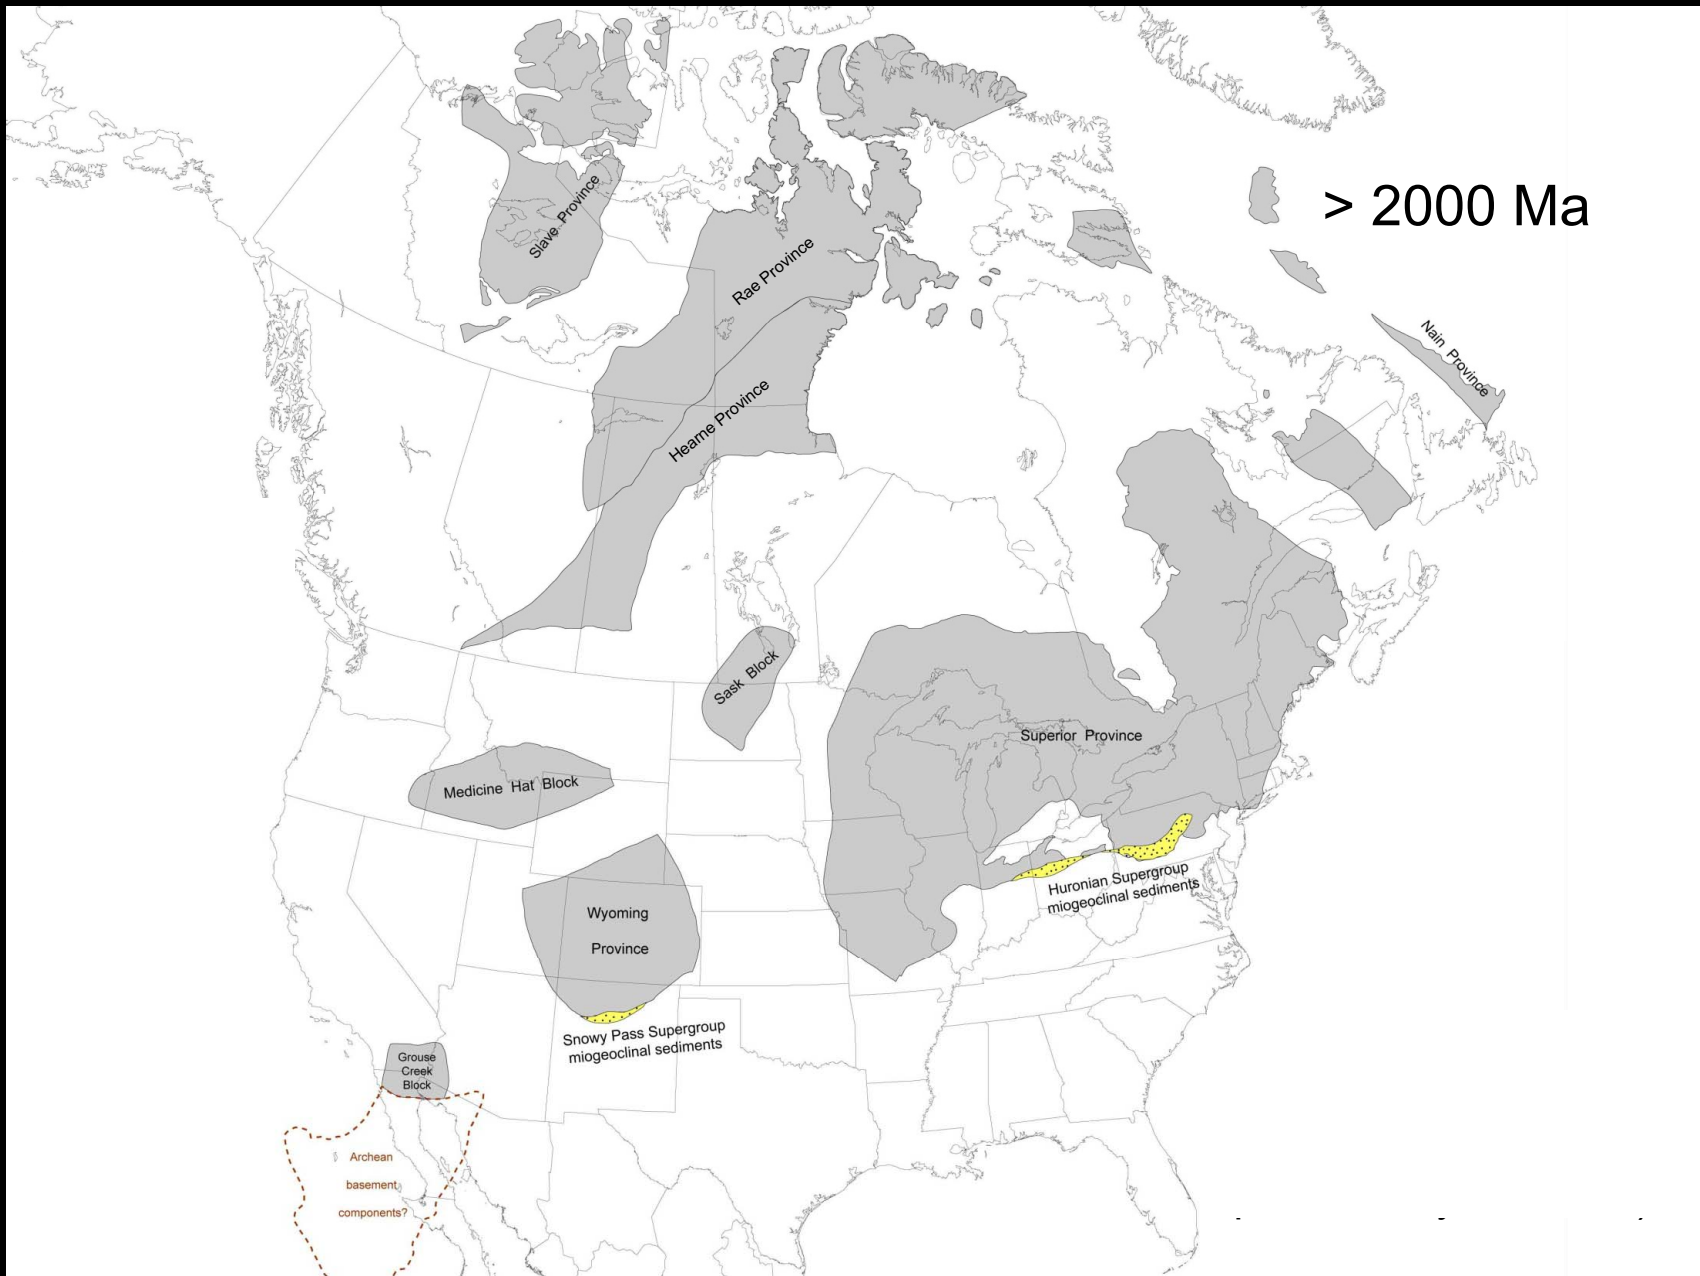 > 2000 Ma
Slave Province
Rae Province
Nain Province
Hearne Province
Sask Block
Superior Province
Medicine Hat Block
Huronian Supergroup
miogeoclinal sediments
Wyoming
Province
Snowy Pass Supergroup
miogeoclinal sediments
Grouse
Creek
Block
Archean
basement
components?